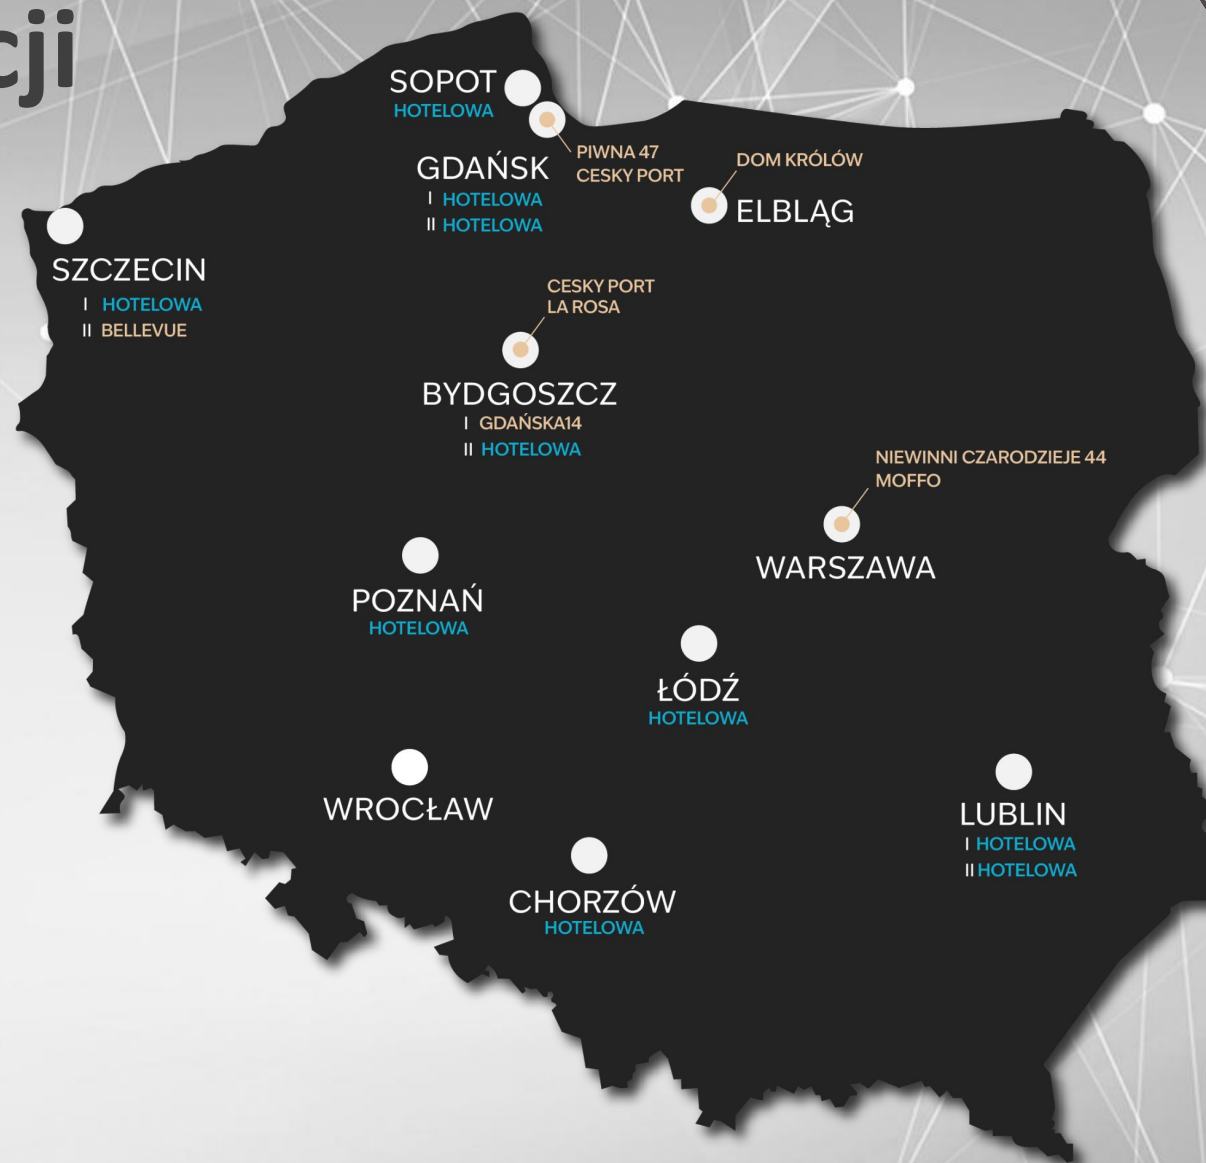 cji
SOPOT
HOTELOWA
GDAŃSK
I HOTELOWA
II HOTELOWA
PIWNA 47
CESKY PORT
DOM KRÓLÓW
ELBLĄG
SZCZECIN
I HOTELOWA
II BELLEVUE
CESKY PORT
LA ROSA
BYDGOSZCZ
I GDAŃSKA14
II HOTELOWA
NIEWINNI CZARODZIEJE 44
MOFFO
WARSZAWA
POZNAŃ
HOTELOWA
ŁÓDŹ
HOTELOWA
WROCŁAW
LUBLIN
I HOTELOWA
II HOTELOWA
CHORZÓW
HOTELOWA